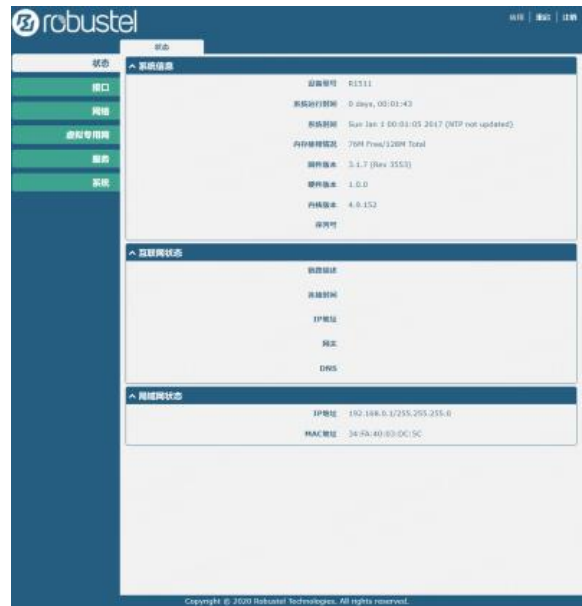 robustel
重启 | 注销
状态
状态
接口
网络
虚拟专用网
服务
系统
系统信息
设备型号 R1511
系统运行时间 0 days, 00:01:43
系统时间 Sun Jan 1 00:01:05 2017 (NTP not updated)
内存使用情况 76M Free/128M Total
固件版本 3.1.7 (Rev 3553)
硬件版本 1.0.0
内核版本 4.9.152
序列号
互联网状态
链路描述
连接时间
IP地址
网关
DNS
局域网状态
IP地址 192.168.0.1/255.255.255.0
MAC地址 34:FA:40:03:DC:5C
Copyright © 2020 Robustel Technologies. All rights reserved.